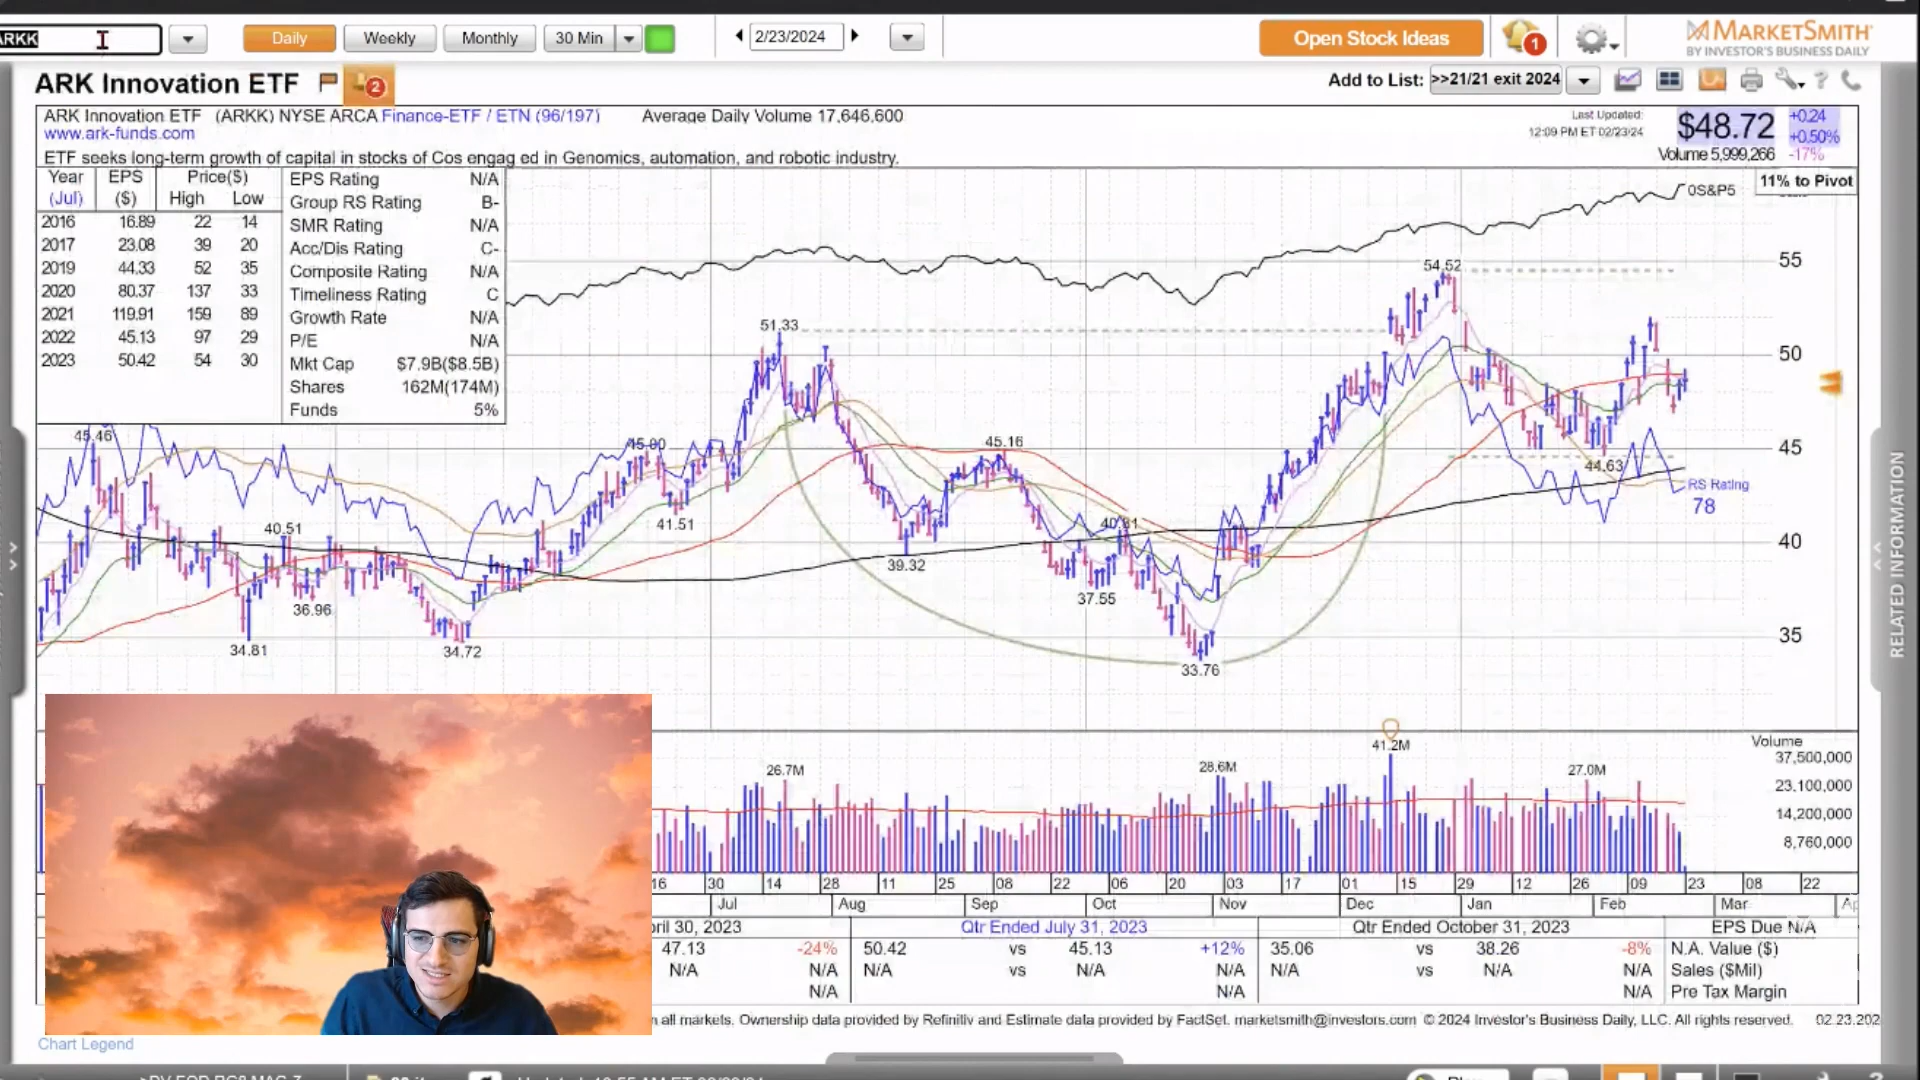 ARKK
Daily Weekly Monthly 30 Min 2/23/2024 Open Stock Ideas 1 MARKETSMITH
BY INVESTOR'S BUSINESS DAILY
ARK Innovation ETF 2 Add to List: >>21/21 exit 2024
ARK Innovation ETF (ARKK) NYSE ARCA Finance-ETF / ETN (96/197) Average Daily Volume 17,646,600
www.ark-funds.com
ETF seeks long-term growth of capital in stocks of Cos engag ed in Genomics, automation, and robotic industry.
Last Updated:
12:09 PM ET 02/23/24
$48.72 +0.24
+0.50%
Volume 5,999,266 -17%
11% to Pivot
0S&P5
Year EPS Price($)
(Jul) ($) High Low
2016 16.89 22 14
2017 23.08 39 20
2019 44.33 52 35
2020 80.37 137 33
2021 119.91 159 89
2022 45.13 97 29
2023 50.42 54 30
EPS Rating N/A
Group RS Rating B-
SMR Rating N/A
Acc/Dis Rating C-
Composite Rating N/A
Timeliness Rating C
Growth Rate N/A
P/E N/A
Mkt Cap $7.9B($8.5B)
Shares 162M(174M)
Funds 5%
55
54.52
51.33
50
45.46
45.00
45.16
45
44.63
RS Rating
78
41.51
40.51
40.81
40
39.32
36.96
37.55
35
34.81
34.72
33.76
RELATED INFORMATION
Volume
41.2M
37,500,000
26.7M 28.6M 27.0M
23,100,000
14,200,000
8,760,000
16 30 14 28 11 25 08 22 06 20 03 17 01 15 29 12 26 09 23 08 22
Jul Aug Sep Oct Nov Dec Jan Feb Mar
ril 30, 2023 Qtr Ended July 31, 2023 Qtr Ended October 31, 2023 EPS Due N/A
47.13 -24% 50.42 vs 45.13 +12% 35.06 vs 38.26 -8% N.A. Value ($)
N/A N/A N/A vs N/A N/A N/A vs N/A N/A Sales ($Mil)
N/A N/A N/A Pre Tax Margin
all markets. Ownership data provided by Refinitiv and Estimate data provided by FactSet. marketsmith@investors.com © 2024 Investor's Business Daily, LLC. All rights reserved. 02.23.202
Chart Legend